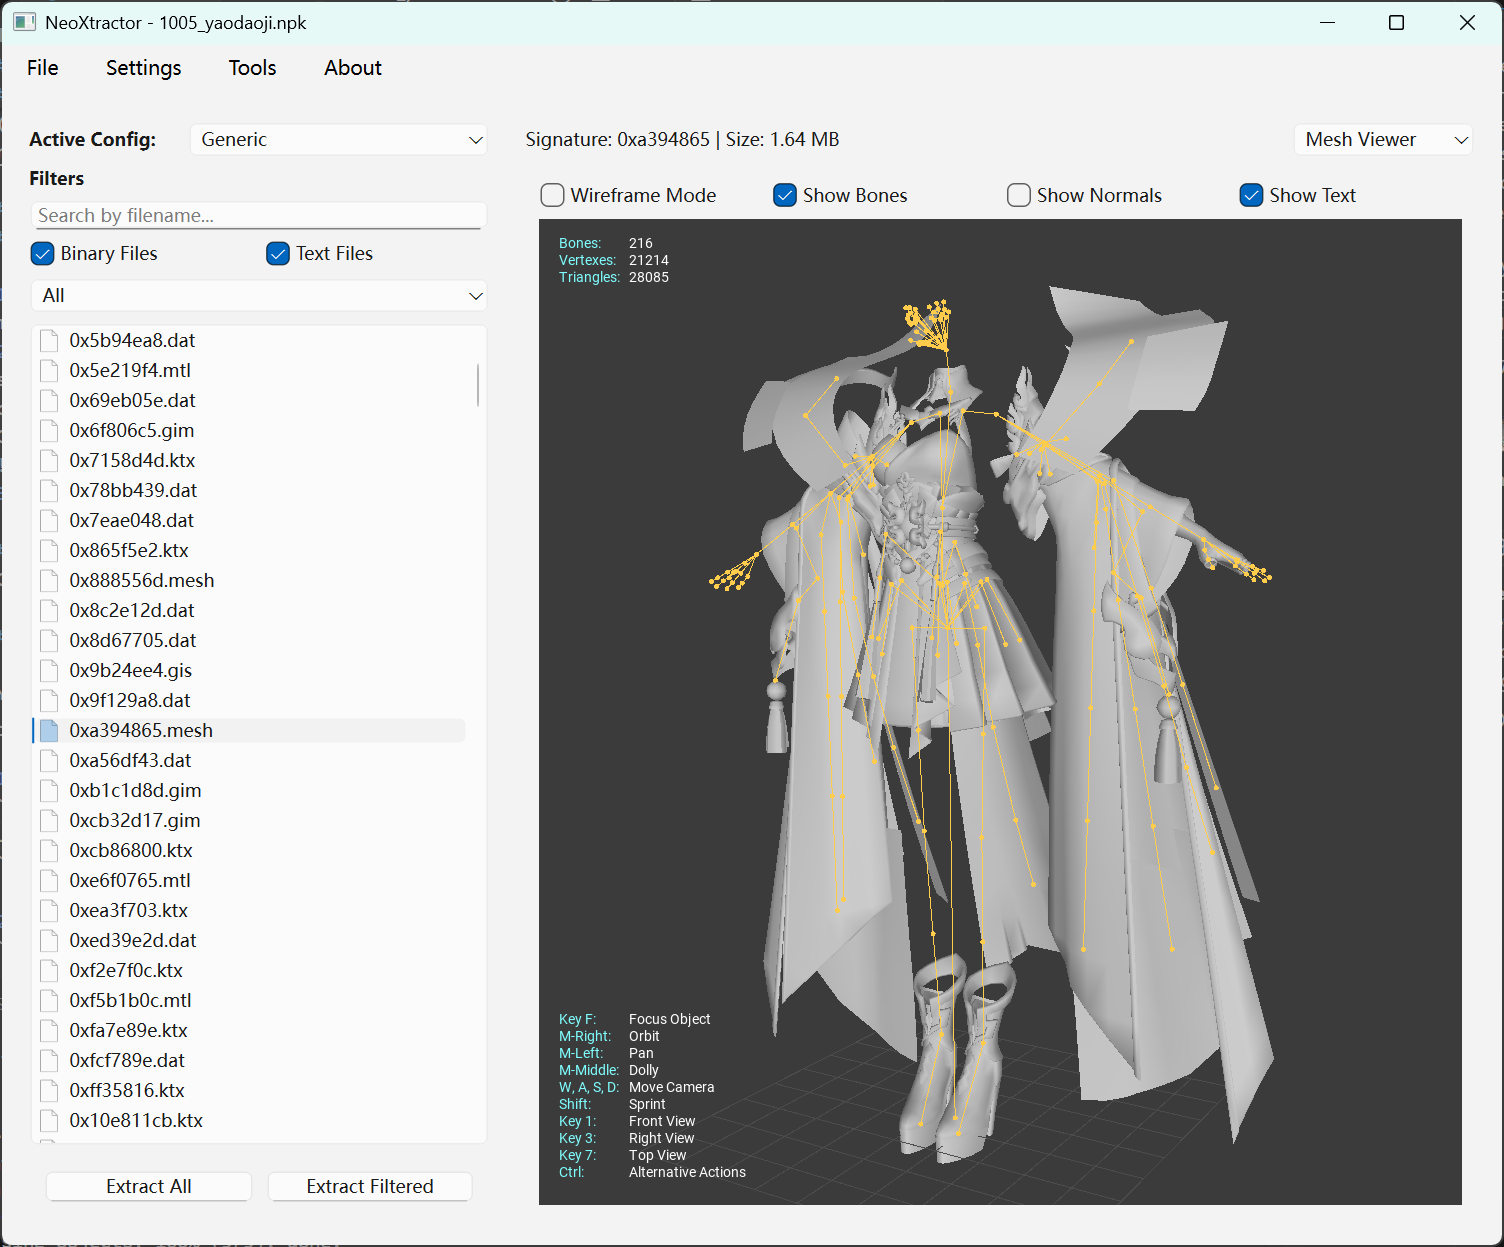 NeoXtractor - 1005_yaodaoji.npk
File Settings Tools About
Active Config: Generic
Signature: 0xa394865 | Size: 1.64 MB
Mesh Viewer
Filters
Search by filename...
Binary Files Text Files
All
0x5b94ea8.dat
0x5e219f4.mtl
0x69eb05e.dat
0x6f806c5.gim
0x7158d4d.ktx
0x78bb439.dat
0x7eae048.dat
0x865f5e2.ktx
0x888556d.mesh
0x8c2e12d.dat
0x8d67705.dat
0x9b24ee4.gis
0x9f129a8.dat
0xa394865.mesh
0xa56df43.dat
0xb1c1d8d.gim
0xcb32d17.gim
0xcb86800.ktx
0xe6f0765.mtl
0xea3f703.ktx
0xed39e2d.dat
0xf2e7f0c.ktx
0xf5b1b0c.mtl
0xfa7e89e.ktx
0xfcf789e.dat
0xff35816.ktx
0x10e811cb.ktx
Extract All Extract Filtered
Wireframe Mode Show Bones Show Normals Show Text
Bones: 216
Vertexes: 21214
Triangles: 28085
Key F: Focus Object
M-Right: Orbit
M-Left: Pan
M-Middle: Dolly
W, A, S, D: Move Camera
Shift: Sprint
Key 1: Front View
Key 3: Right View
Key 7: Top View
Ctrl: Alternative Actions